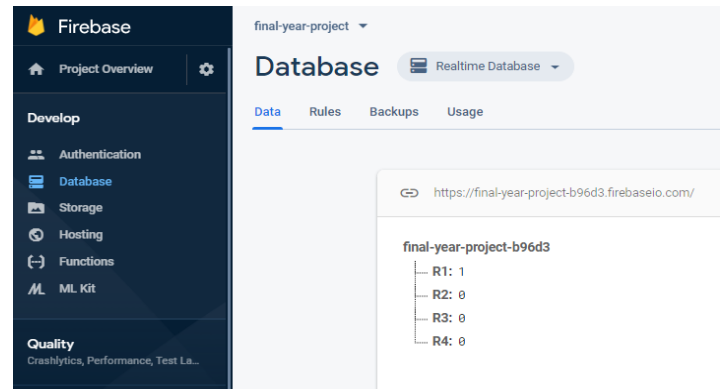 Firebase
Project Overview
Develop
Authentication
Database
Storage
Hosting
Functions
ML Kit
Quality
Crashlytics, Performance, Test La...
final-year-project
Database
Realtime Database
Data Rules Backups Usage
https://final-year-project-b96d3.firebaseio.com/
final-year-project-b96d3
R1: 1
R2: 0
R3: 0
R4: 0